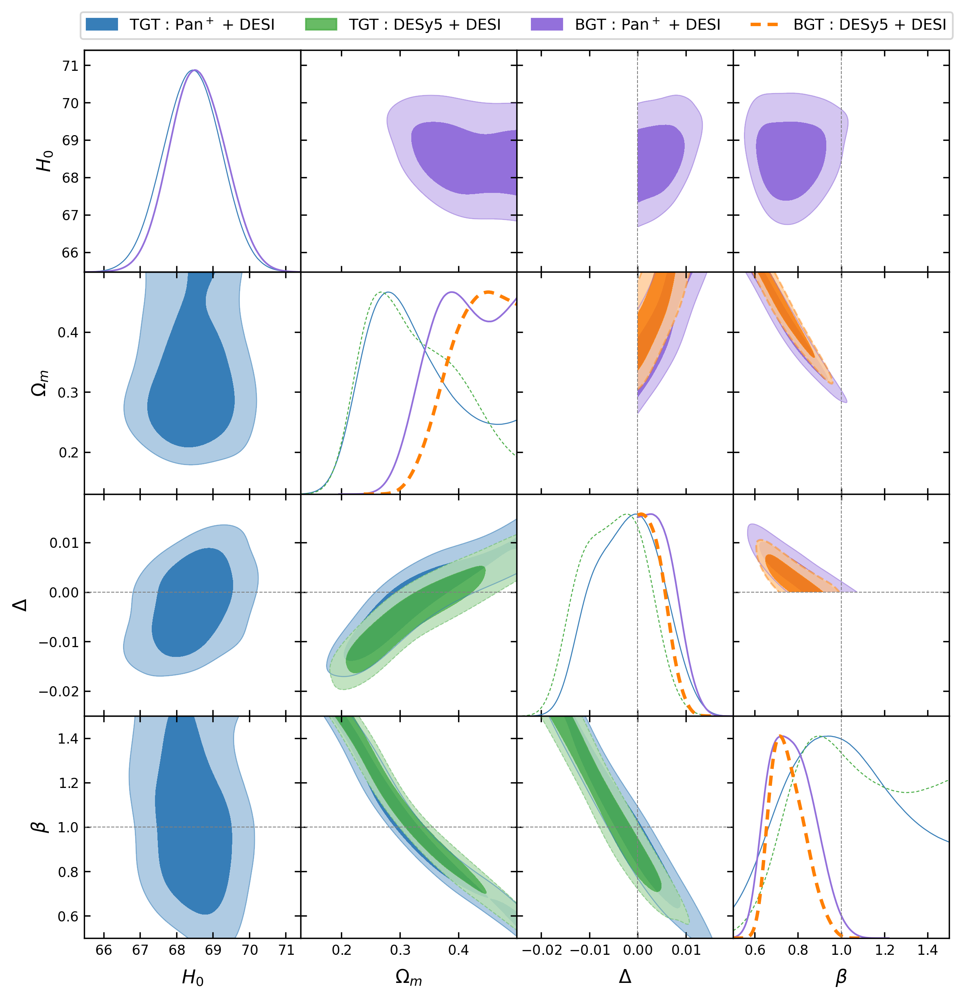 TGT : Pan+ + DESI TGT : DESy5 + DESI BGT : Pan+ + DESI BGT : DESy5 + DESI
71
70
69
68
67
66
H0
0.4
0.3
0.2
Ωm
0.01
0.00
−0.01
−0.02
Δ
1.4
1.2
1.0
0.8
0.6
β
66 67 68 69 70 71 0.2 0.3 0.4 −0.02 −0.01 0.00 0.01 0.6 0.8 1.0 1.2 1.4
H0 Ωm Δ β